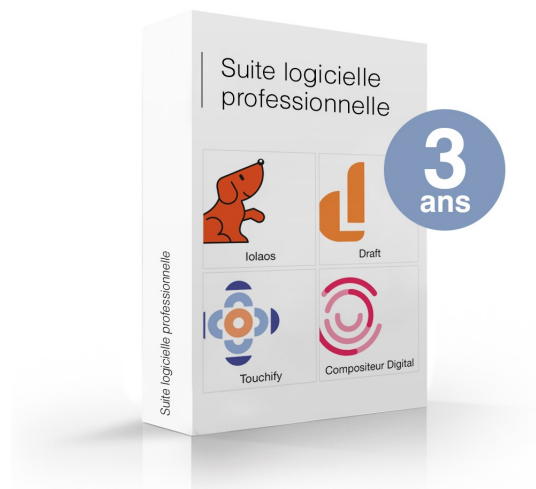 Suite logicielle
professionnelle
3
ans
Iolaos
Draft
Touchify
Compositeur Digital
Suite logicielle professionnelle